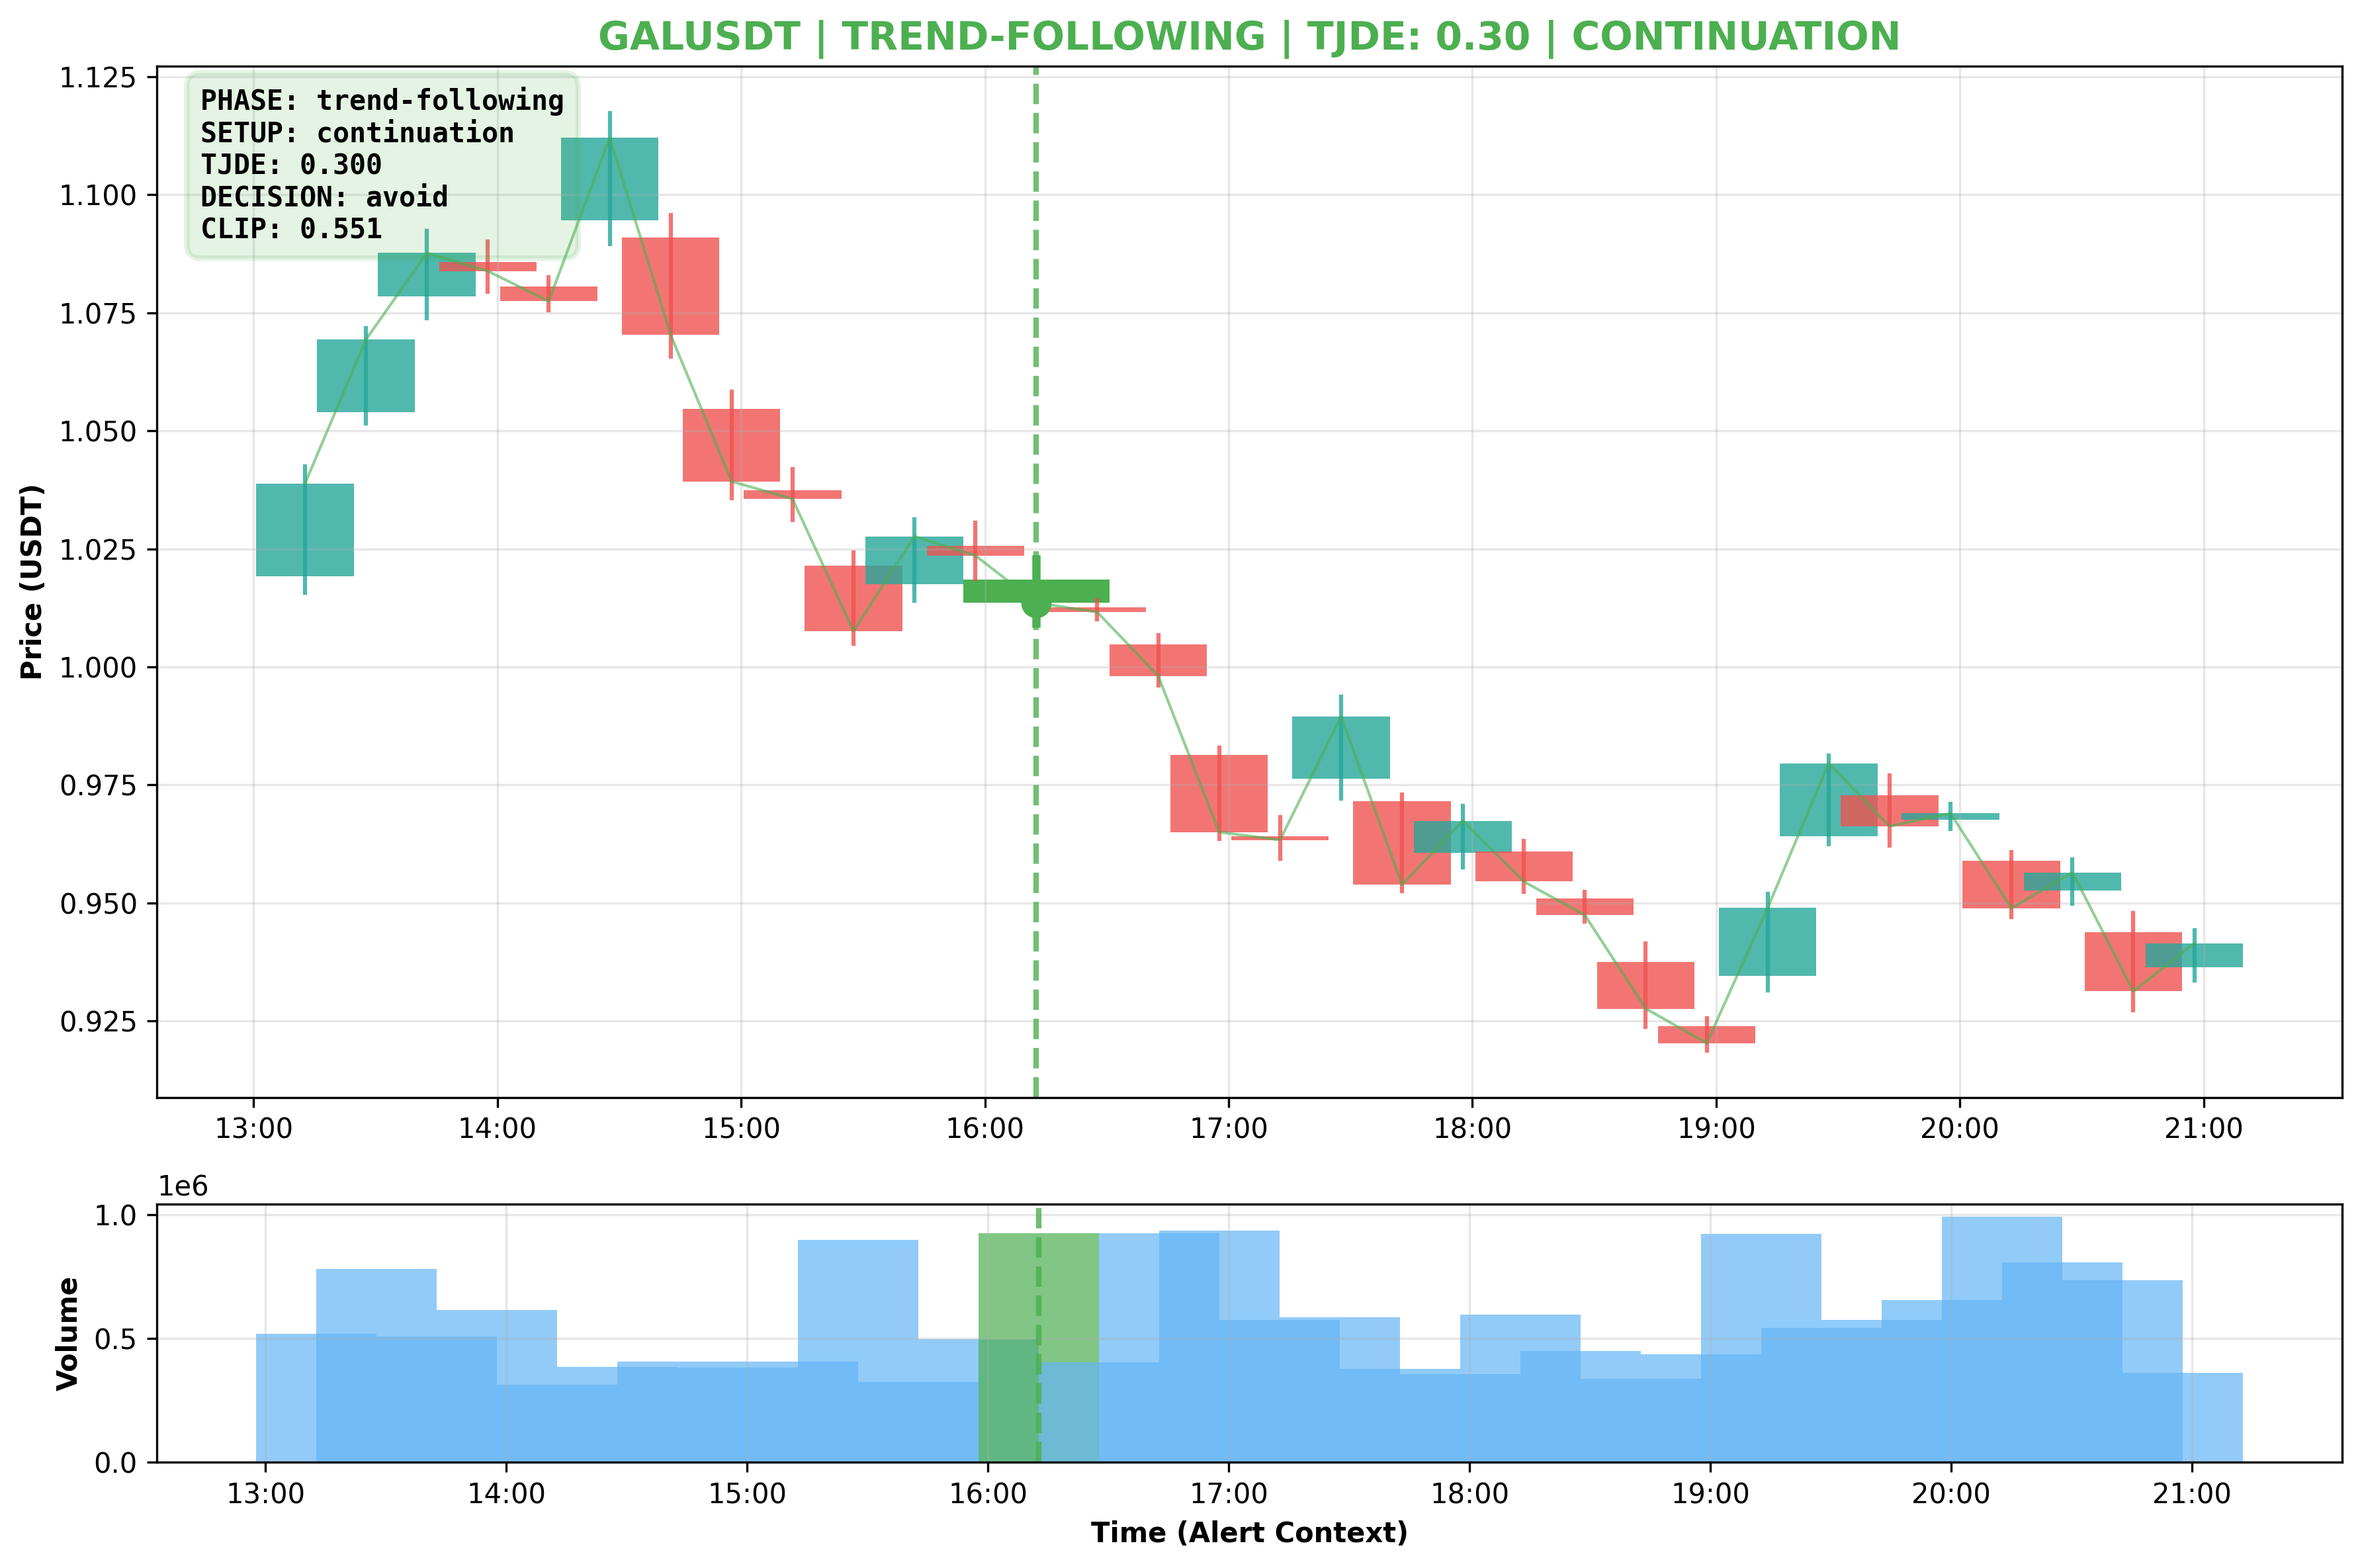 GALUSDT | TREND-FOLLOWING | TJDE: 0.30 | CONTINUATION
PHASE: trend-following
SETUP: continuation
TJDE: 0.300
DECISION: avoid
CLIP: 0.551
Price (USDT)
1.125
1.100
1.075
1.050
1.025
1.000
0.975
0.950
0.925
13:00 14:00 15:00 16:00 17:00 18:00 19:00 20:00 21:00
1e6
Volume
1.0
0.5
0.0
13:00 14:00 15:00 16:00 17:00 18:00 19:00 20:00 21:00
Time (Alert Context)